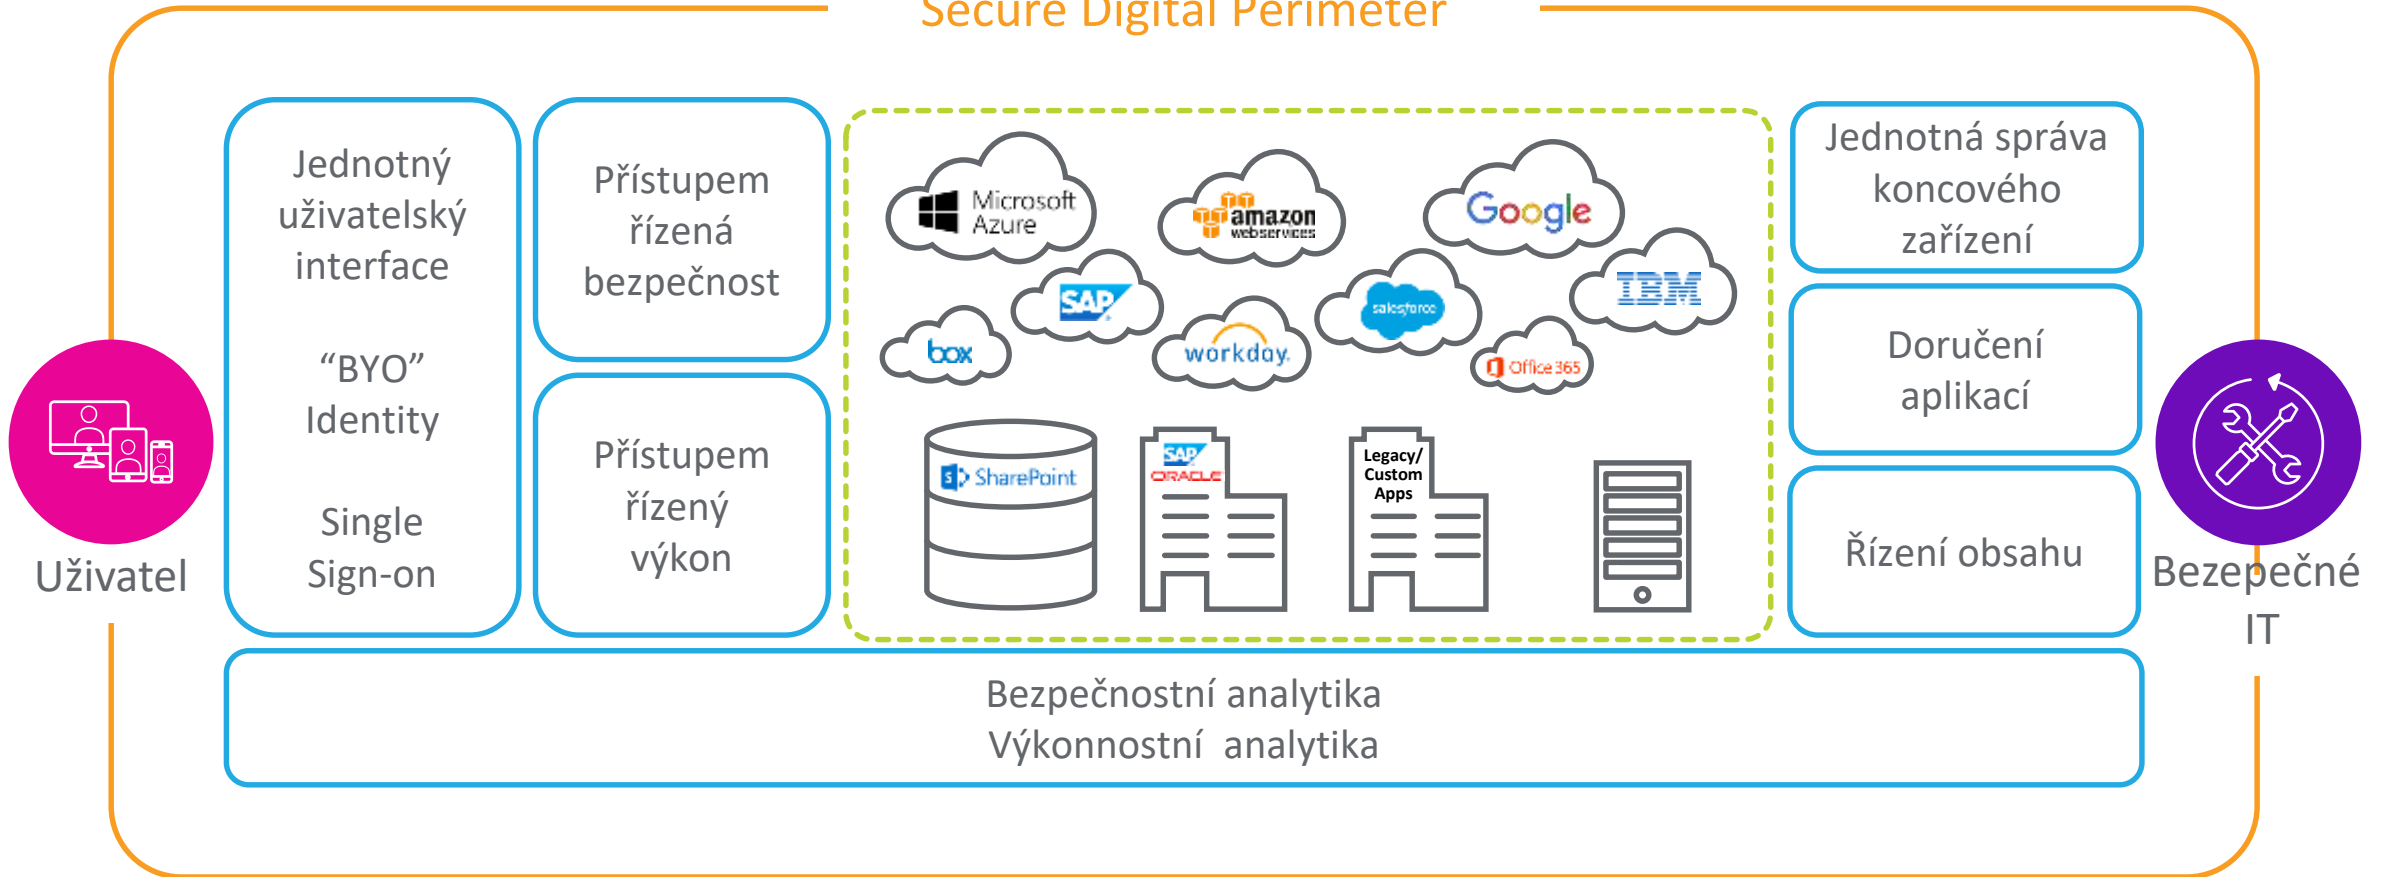 Secure Digital Perimeter
Jednotný
uživatelský
interface
“BYO”
Identity
Single
Sign-on
Přístupem
řízená
bezpečnost
Přístupem
řízený
výkon
Microsoft
Azure
amazon
webservices
Google
SAP
salesforce
IBM
box
workday.
Office 365
SharePoint
SAP
ORACLE
Legacy/
Custom
Apps
Jednotná správa
koncového
zařízení
Doručení
aplikací
Řízení obsahu
Uživatel
Bezepečné
IT
Bezpečnostní analytika
Výkonnostní  analytika